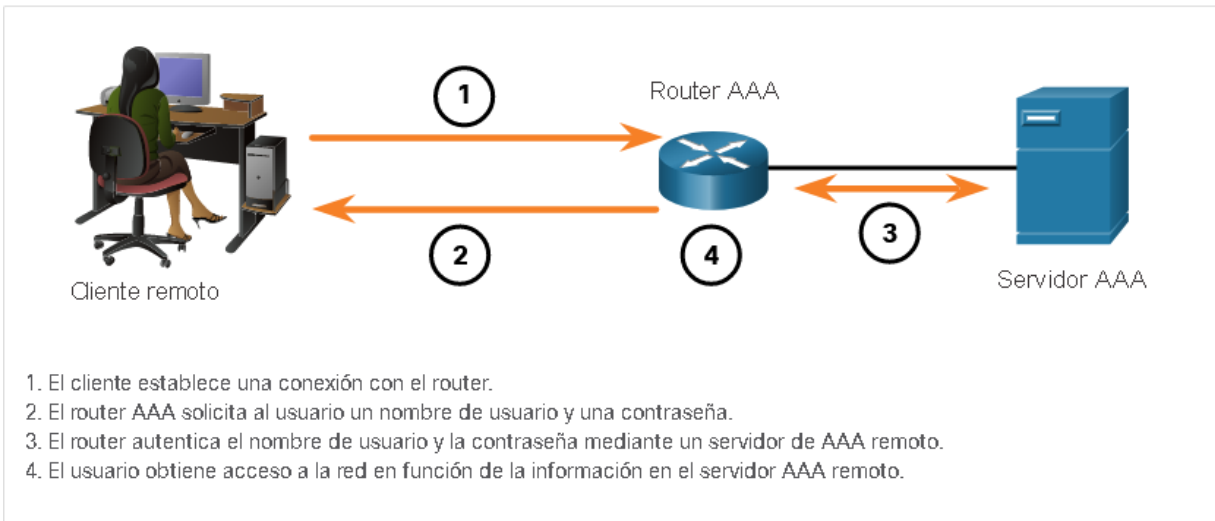 1
Router AAA
2
4
3
Cliente remoto
Servidor AAA
1. El cliente establece una conexión con el router.
2. El router AAA solicita al usuario un nombre de usuario y una contraseña.
3. El router autentica el nombre de usuario y la contraseña mediante un servidor de AAA remoto.
4. El usuario obtiene acceso a la red en función de la información en el servidor AAA remoto.